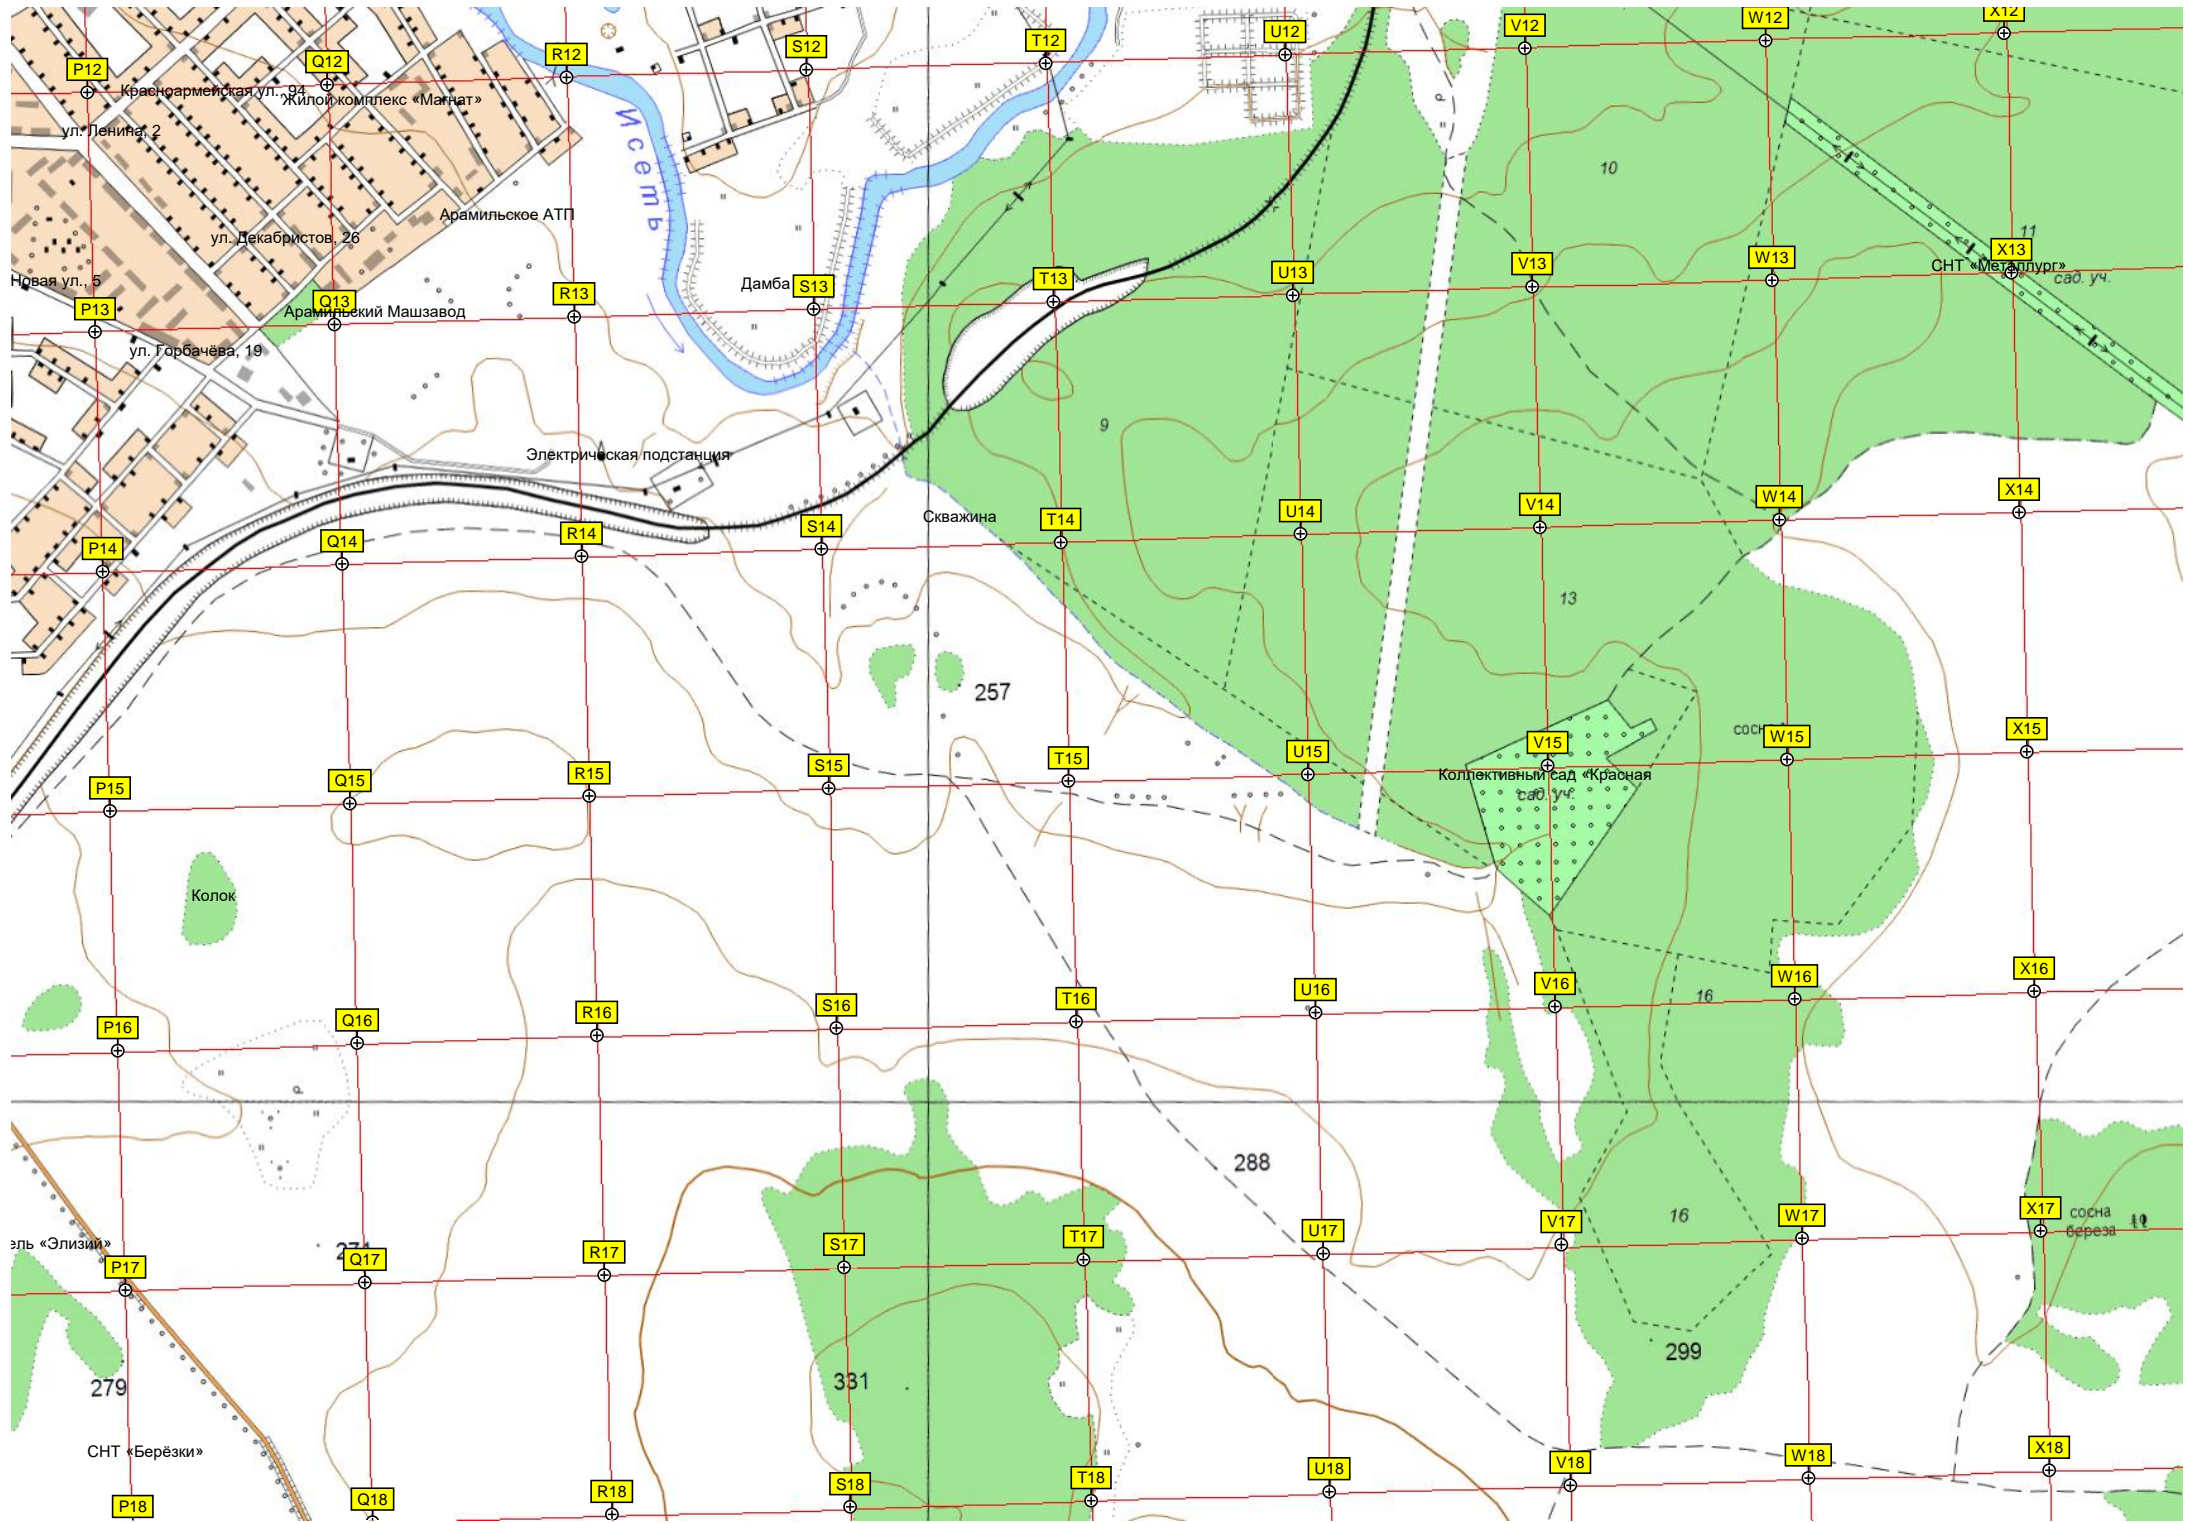 P12
Q12
R12
S12
T12
U12
V12
W12
X12
Красноармейская ул., 94
Жилой комплекс «Магнат»
ул. Ленина, 2
Исеть
10
Арамильское АТП
ул. Декабристов, 26
11
Новая ул., 5
P13
Q13
R13
Дамба
S13
T13
U13
V13
W13
X13
СНТ «Металлург»
сад. уч.
Арамильский Машзавод
ул. Горбачёва, 19
9
Электрическая подстанция
Скважина
P14
Q14
R14
S14
T14
U14
V14
W14
X14
13
257
P15
Q15
R15
S15
T15
U15
V15
W15
X15
Коллективный сад «Красная
сад. уч.
Колок
P16
Q16
R16
S16
T16
U16
V16
16
W16
X16
288
16
ель «Элизий»
P17
Q17
R17
S17
T17
U17
V17
W17
X17
сосна
береза
279
331
299
СНТ «Берёзки»
P18
Q18
R18
S18
T18
U18
V18
W18
X18